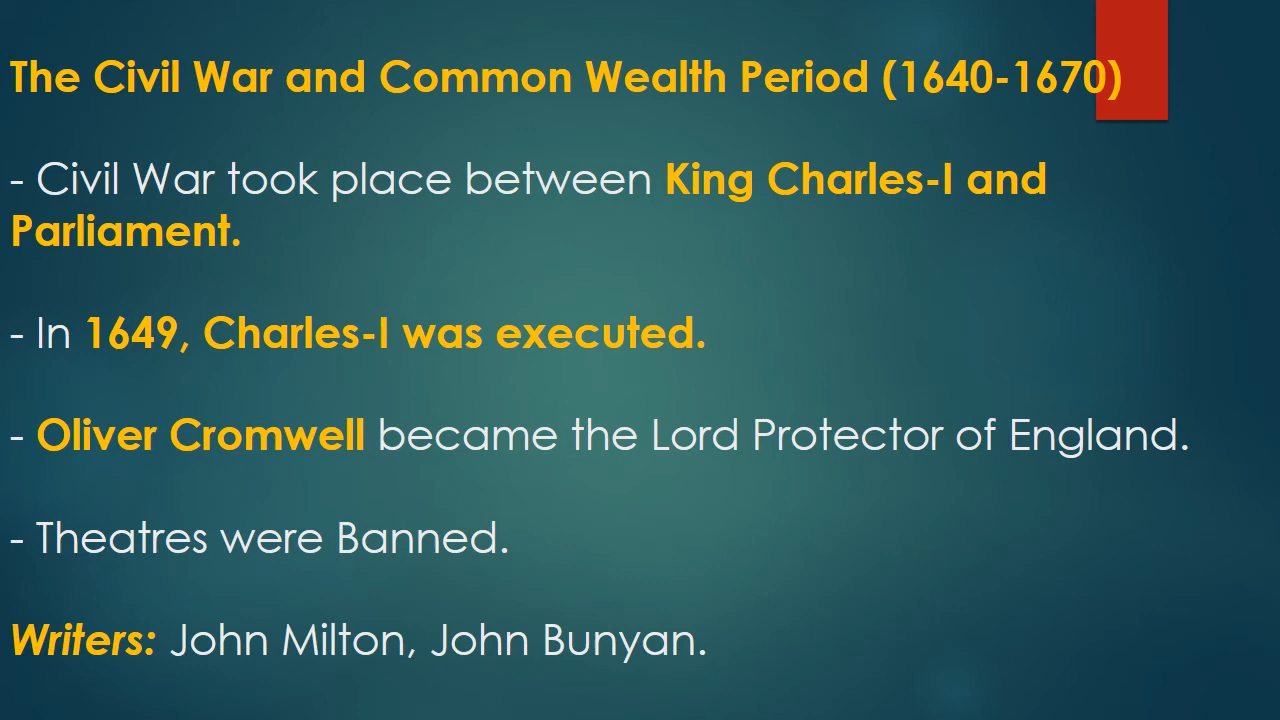 The Civil War and Common Wealth Period (1640-1670)
- Civil War took place between King Charles-I and
Parliament.
- In 1649, Charles-I was executed.
- Oliver Cromwell became the Lord Protector of England.
- Theatres were Banned.
Writers: John Milton, John Bunyan.